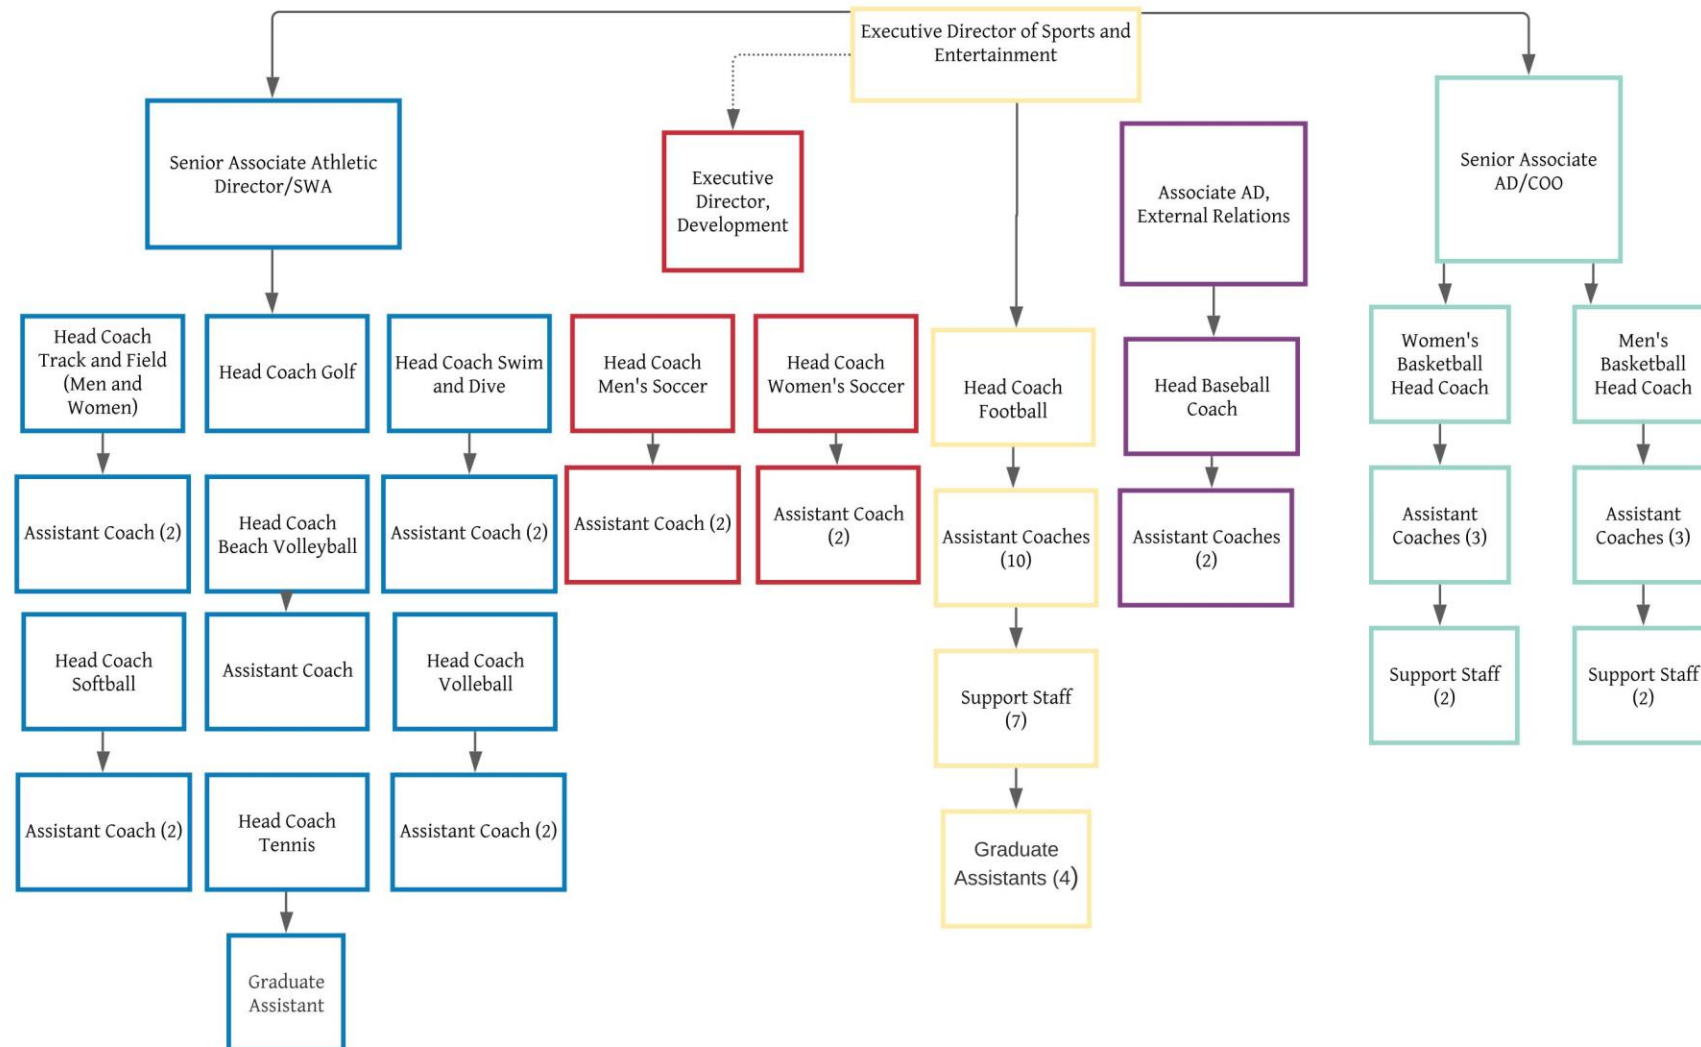 Executive Director of Sports and
Entertainment
Senior Associate Athletic
Director/SWA
Executive
Director,
Development
Associate AD,
External Relations
Senior Associate
AD/COO
Head Coach
Track and Field
(Men and
Women)
Head Coach Golf
Head Coach Swim
and Dive
Head Coach
Men's Soccer
Head Coach
Women's Soccer
Head Coach
Football
Head Baseball
Coach
Women's
Basketball
Head Coach
Men's
Basketball
Head Coach
Assistant Coach (2)
Head Coach
Beach Volleyball
Assistant Coach (2)
Assistant Coach (2)
Assistant Coach
(2)
Assistant Coaches
(10)
Assistant Coaches
(2)
Assistant
Coaches (3)
Assistant
Coaches (3)
Head Coach
Softball
Assistant Coach
Head Coach
Volleball
Support Staff
(7)
Support Staff
(2)
Support Staff
(2)
Assistant Coach (2)
Head Coach
Tennis
Assistant Coach (2)
Graduate
Assistants (4)
Graduate
Assistant